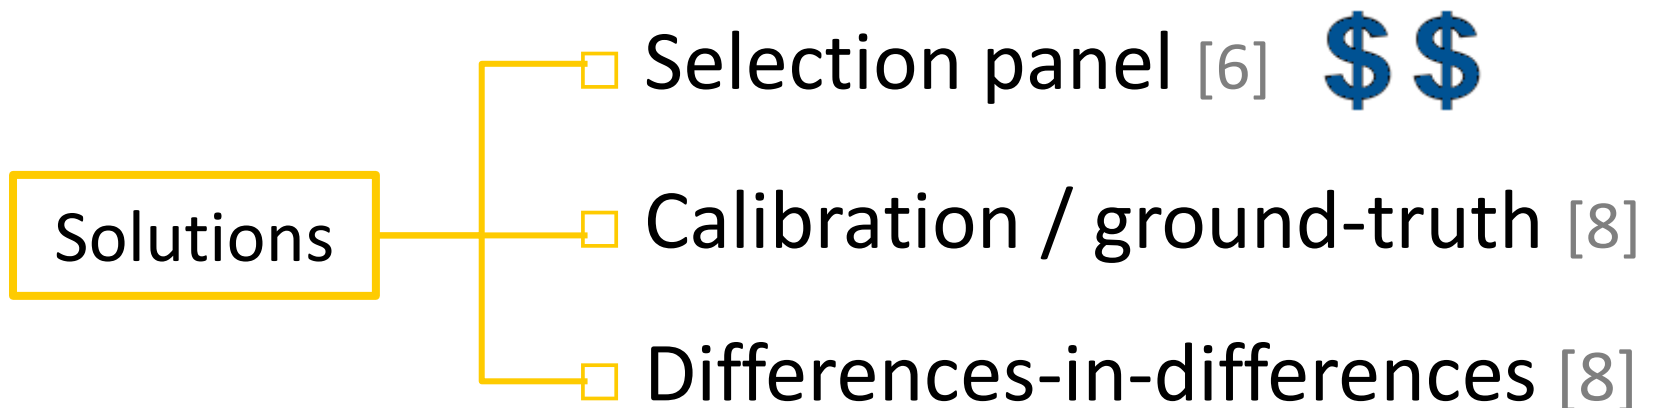 Selection panel [6] $ $
Solutions
Calibration / ground-truth [8]
Differences-in-differences [8]